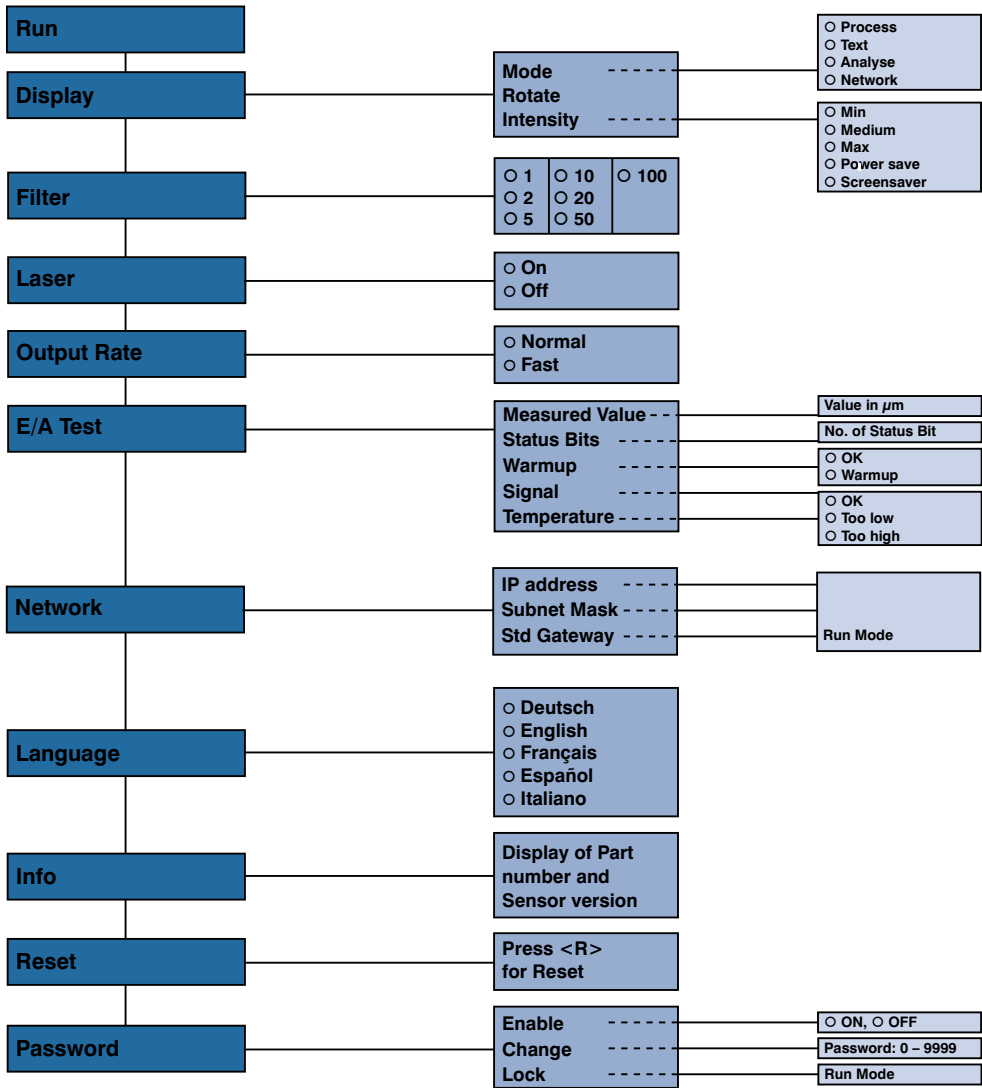 Run
Display
Mode
Rotate
Intensity
○ Process
○ Text
○ Analyse
○ Network
○ Min
○ Medium
○ Max
○ Power save
○ Screensaver
Filter
○ 1 ○ 10 ○ 100
○ 2 ○ 20
○ 5 ○ 50
Laser
○ On
○ Off
Output Rate
○ Normal
○ Fast
E/A Test
Measured Value
Status Bits
Warmup
Signal
Temperature
Value in µm
No. of Status Bit
○ OK
○ Warmup
○ OK
○ Too low
○ Too high
Network
IP address
Subnet Mask
Std Gateway
Run Mode
Language
○ Deutsch
○ English
○ Français
○ Español
○ Italiano
Info
Display of Part
number and
Sensor version
Reset
Press <R>
for Reset
Password
Enable
Change
Lock
○ ON, ○ OFF
Password: 0 – 9999
Run Mode